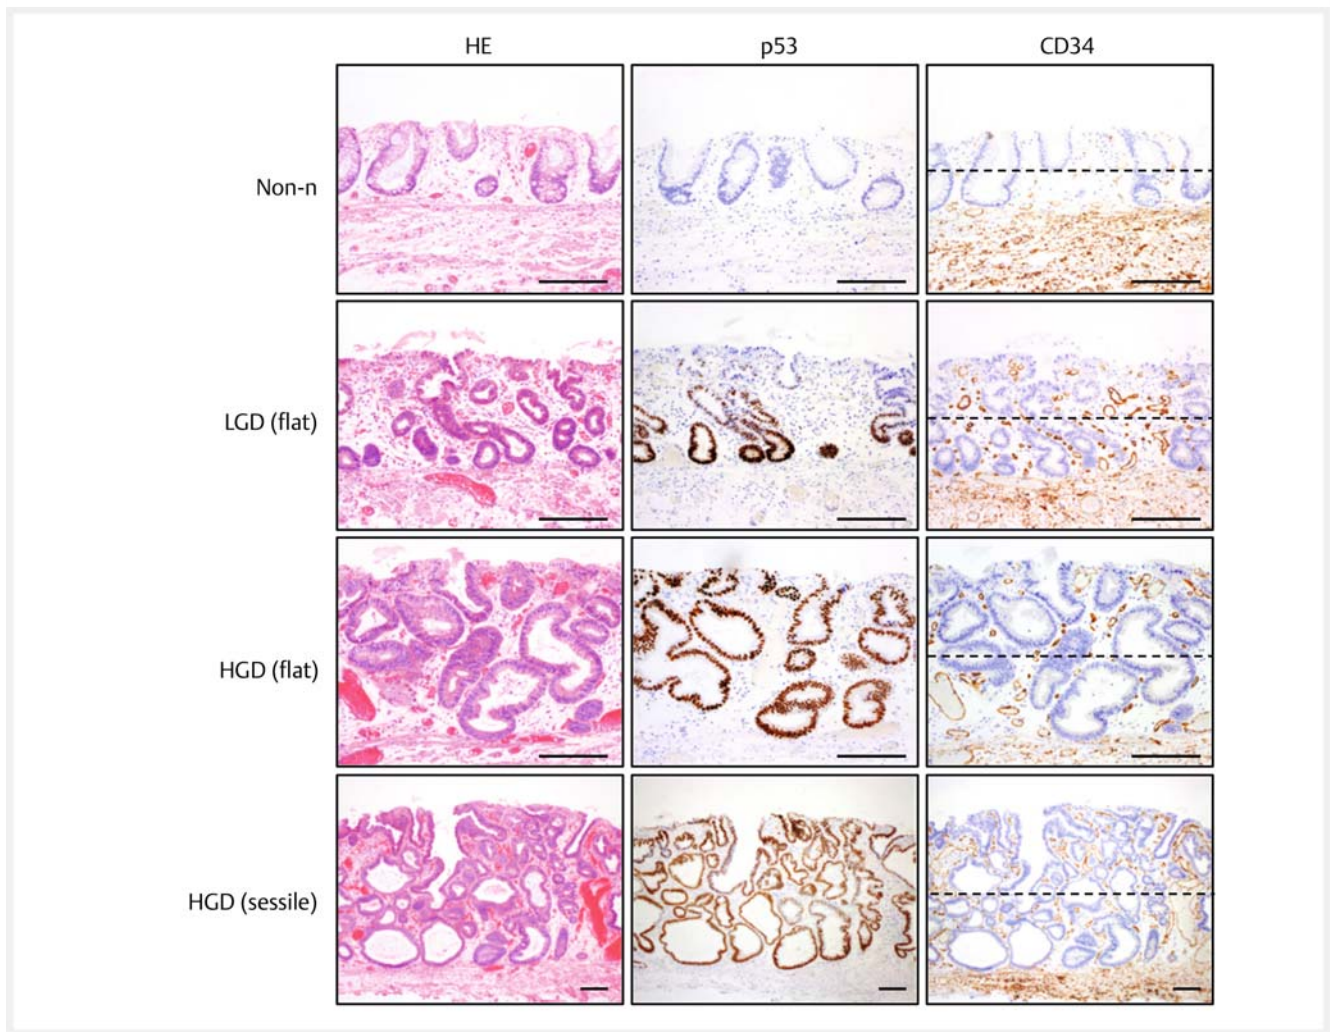 HE p53 CD34
Non-n
LGD (flat)
HGD (flat)
HGD (sessile)